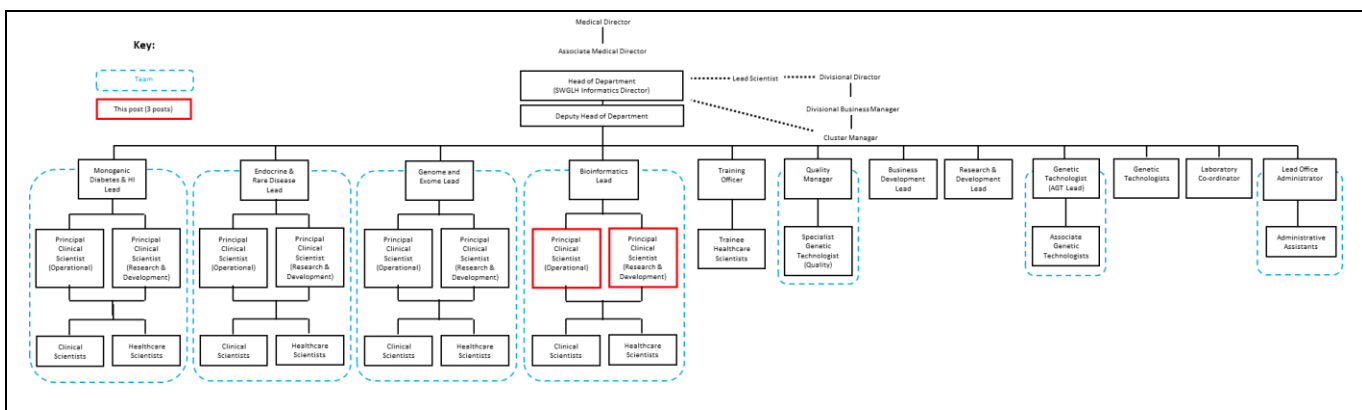 Medical Director
Key:
Associate Medical Director
Team
Head of Department
(SWGLH Informatics Director)
Lead Scientist
Divisional Director
This post (3 posts)
Deputy Head of Department
Divisional Business Manager
Cluster Manager
Monogenic
Diabetes & HI
Lead
Endocrine &
Rare Disease
Lead
Genome and
Exome Lead
Bioinformatics
Lead
Training
Officer
Quality
Manager
Business
Development
Lead
Research &
Development
Lead
Genetic
Technologist
(AGT Lead)
Genetic
Technologists
Laboratory
Co-ordinator
Lead Office
Administrator
Principal
Clinical
Scientist
(Operational)
Principal
Clinical
Scientist
(Research &
Development)
Principal
Clinical
Scientist
(Operational)
Principal
Clinical
Scientist
(Research &
Development)
Principal
Clinical
Scientist
(Operational)
Principal
Clinical
Scientist
(Research &
Development)
Principal
Clinical
Scientist
(Operational)
Principal
Clinical
Scientist
(Research &
Development)
Trainee
Healthcare
Scientists
Specialist
Genetic
Technologist
(Quality)
Associate
Genetic
Technologists
Administrative
Assistants
Clinical
Scientists
Healthcare
Scientists
Clinical
Scientists
Healthcare
Scientists
Clinical
Scientists
Healthcare
Scientists
Clinical
Scientists
Healthcare
Scientists